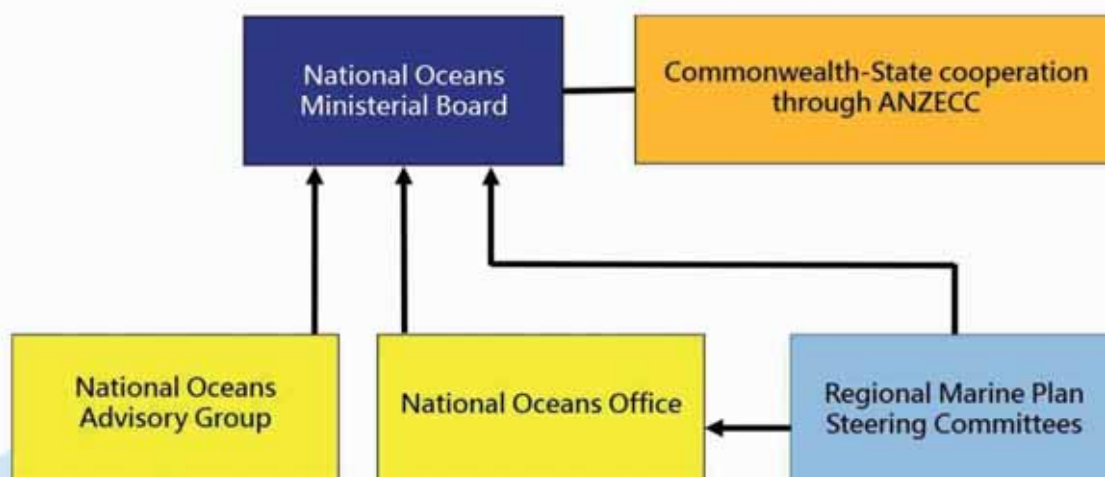 National Oceans
Ministerial Board
Commonwealth-State cooperation
through ANZECC
National Oceans
Advisory Group
National Oceans Office
Regional Marine Plan
Steering Committees